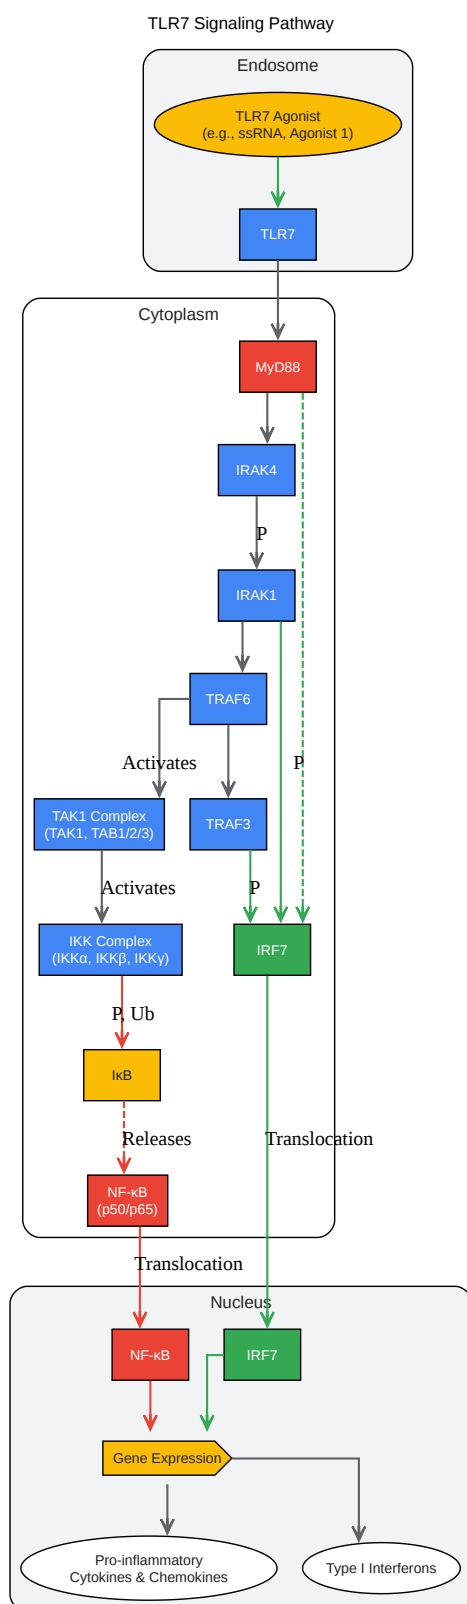 TLR7 Signaling Pathway
Endosome
TLR7 Agonist
(e.g., ssRNA, Agonist 1)
TLR7
Cytoplasm
MyD88
IRAK4
P
IRAK1
TRAF6
Activates
P
TAK1 Complex
(TAK1, TAB1/2/3)
TRAF3
Activates
P
IKK Complex
(IKKα, IKKβ, IKKγ)
IRF7
P, Ub
IκB
Releases
Translocation
NF-κB
(p50/p65)
Translocation
Nucleus
NF-κB
IRF7
Gene Expression
Pro-inflammatory
Cytokines & Chemokines
Type I Interferons